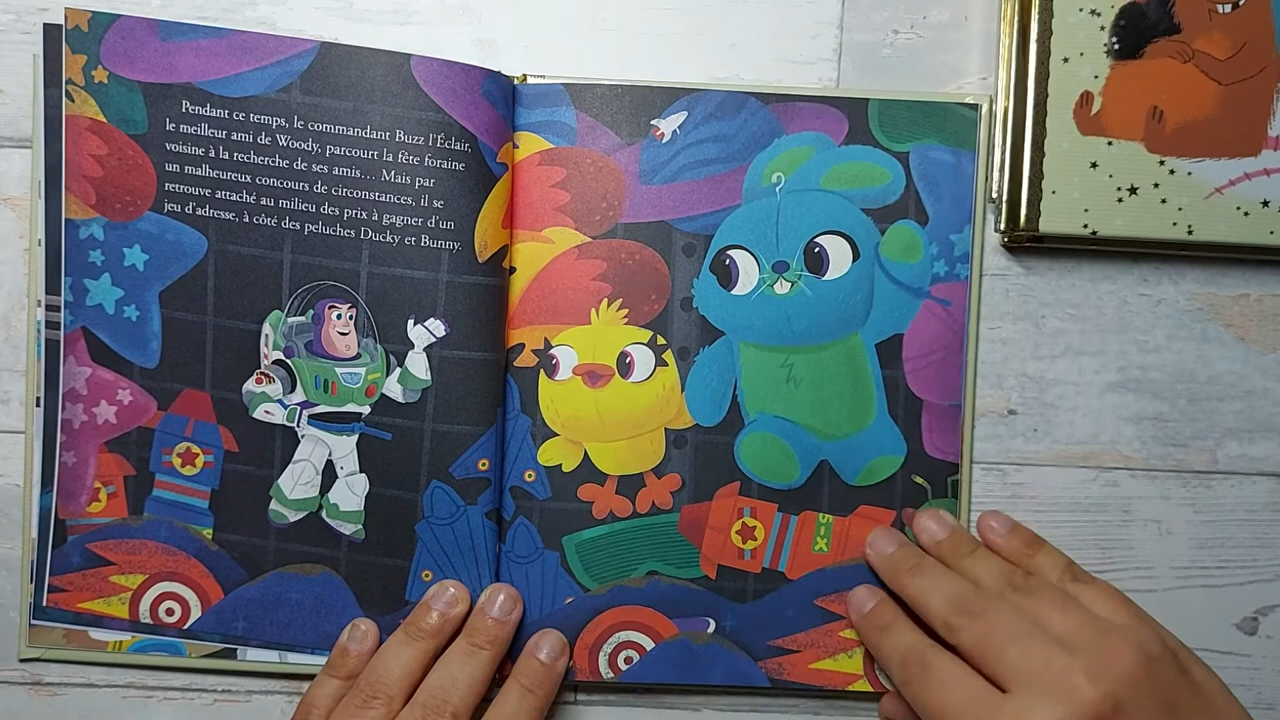 Pendant ce temps, le commandant Buzz l'Éclair,
le meilleur ami de Woody, parcourt la fête foraine
voisine à la recherche de ses amis… Mais par
un malheureux concours de circonstances, il se
retrouve attaché au milieu des prix à gagner d'un
jeu d'adresse, à côté des peluches Ducky et Bunny.
S-X